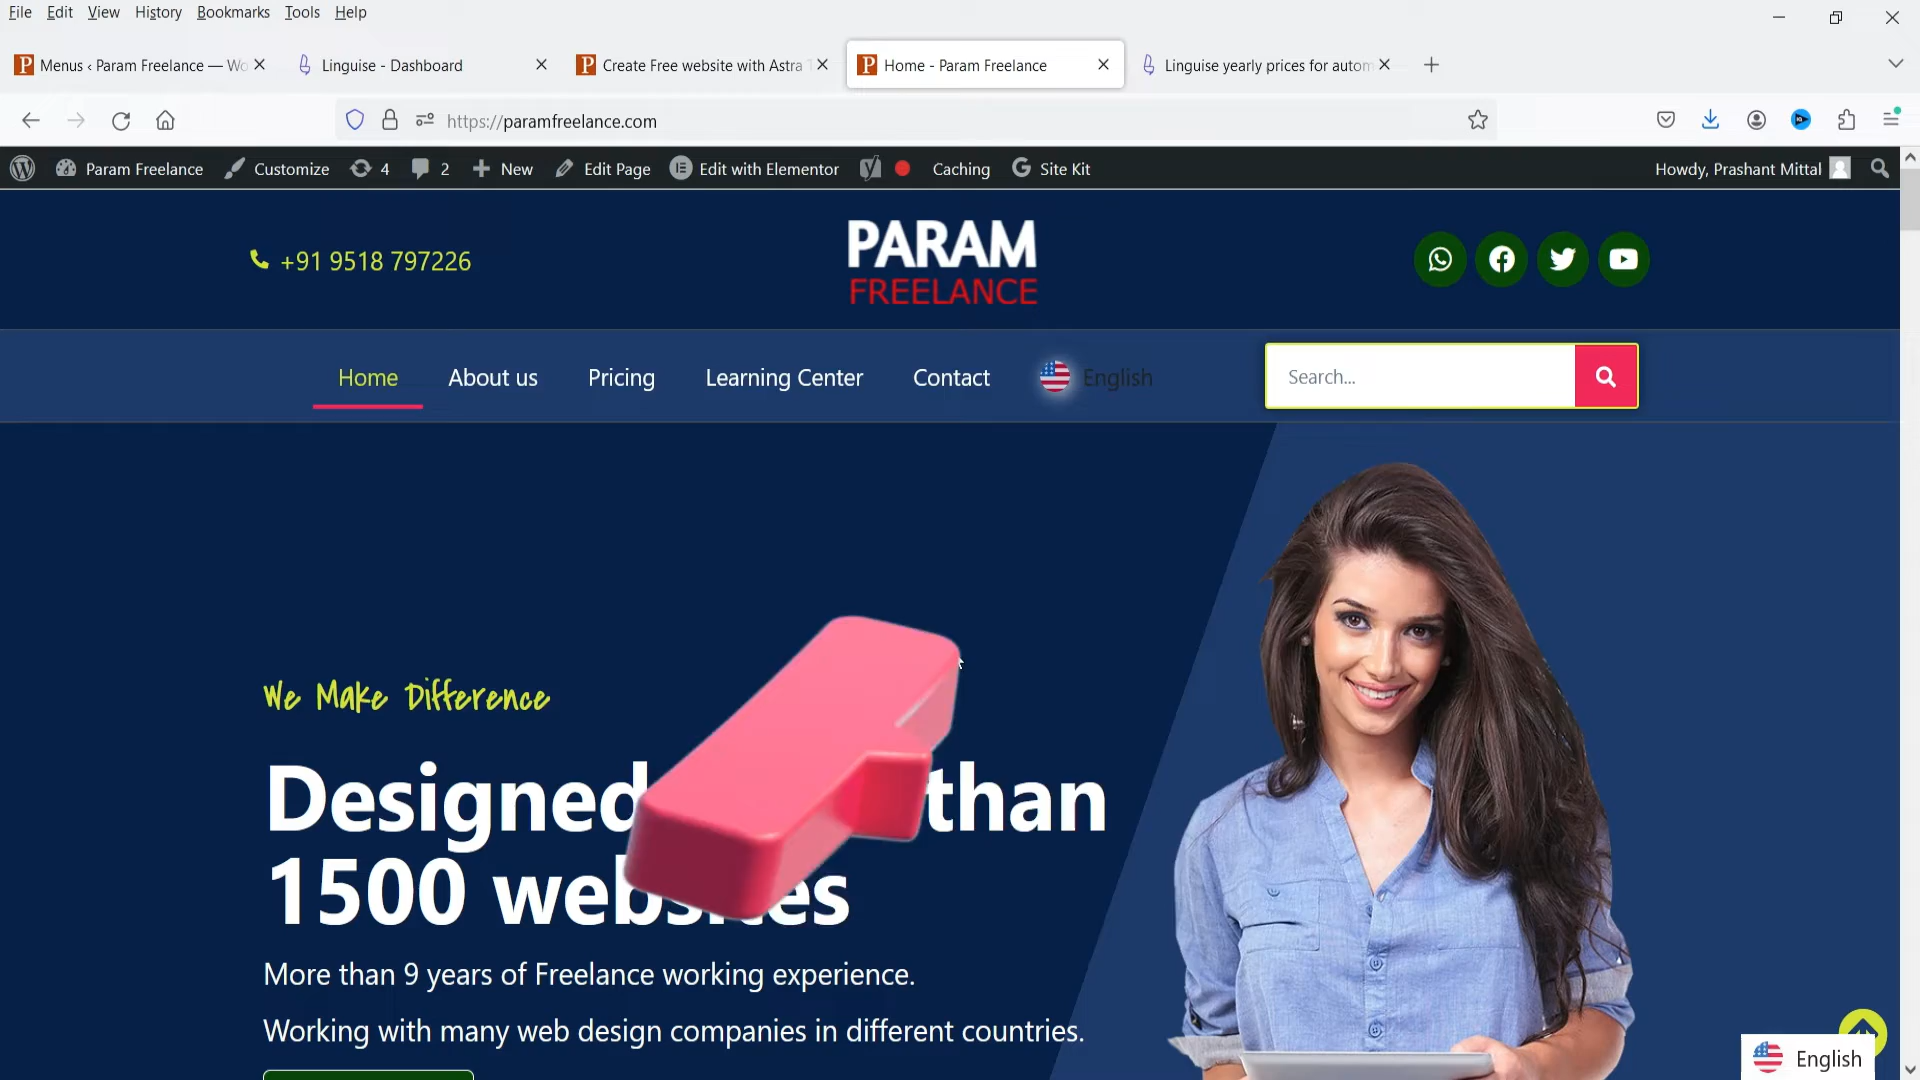 File Edit View History Bookmarks Tools Help
Menus ‹ Param Freelance — Wo
Linguise - Dashboard
Create Free website with Astra
Home - Param Freelance
Linguise yearly prices for autom
https://paramfreelance.com
Param Freelance Customize 4 2 New Edit Page Edit with Elementor Caching Site Kit Howdy, Prashant Mittal
+91 9518 797226
PARAM
FREELANCE
Home About us Pricing Learning Center Contact English Search...
We Make Difference
Designed than
1500 websites
More than 9 years of Freelance working experience.
Working with many web design companies in different countries.
English